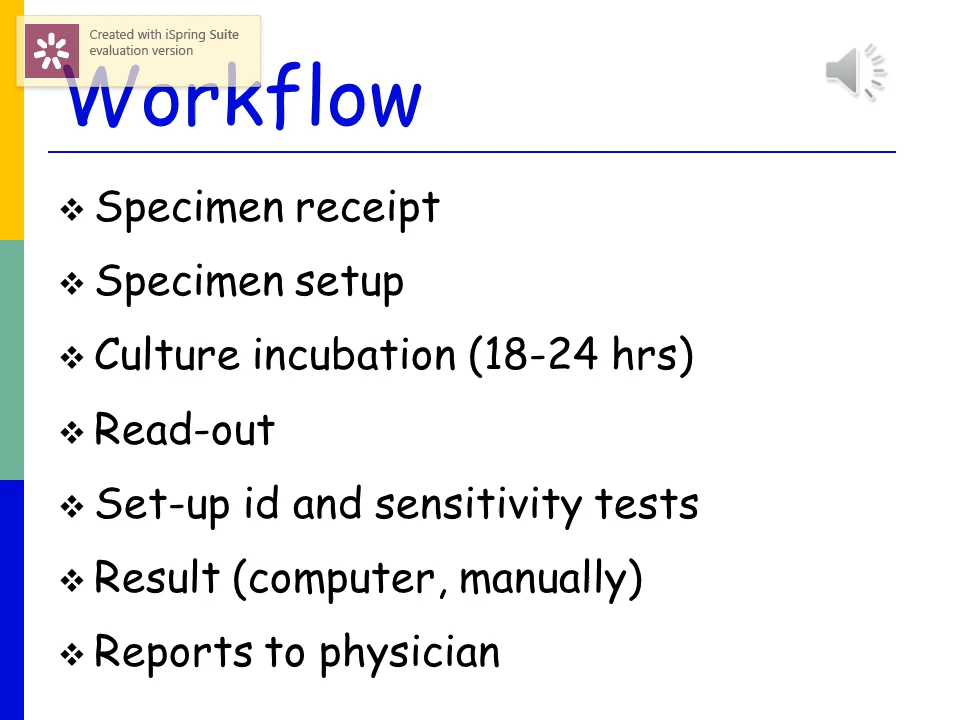 Created with iSpring Suite
evaluation version
Workflow
Specimen receipt
Specimen setup
Culture incubation (18-24 hrs)
Read-out
Set-up id and sensitivity tests
Result (computer, manually)
Reports to physician